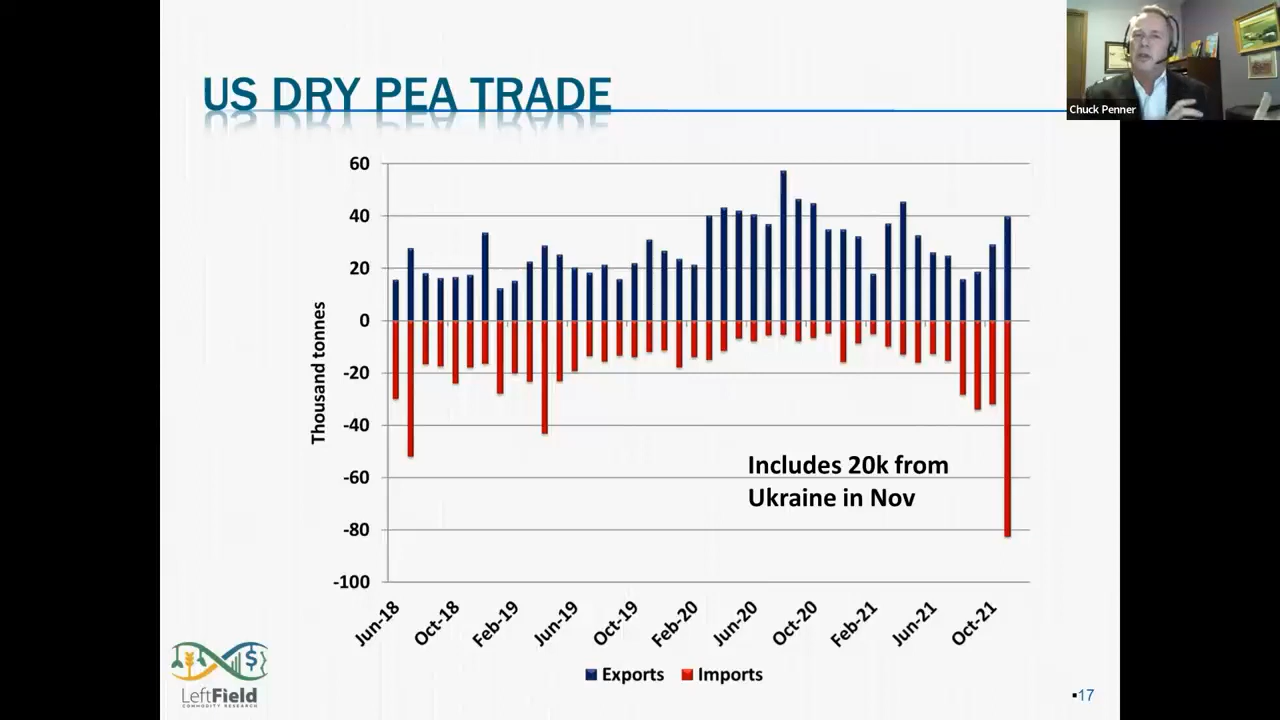 Chuck Penner
US DRY PEA TRADE
Thousand tonnes
60
40
20
0
-20
-40
-60
-80
-100
Includes 20k from
Ukraine in Nov
Jun-18
Oct-18
Feb-19
Jun-19
Oct-19
Feb-20
Jun-20
Oct-20
Feb-21
Jun-21
Oct-21
Exports Imports
LeftField
COMMODITY RESEARCH
17